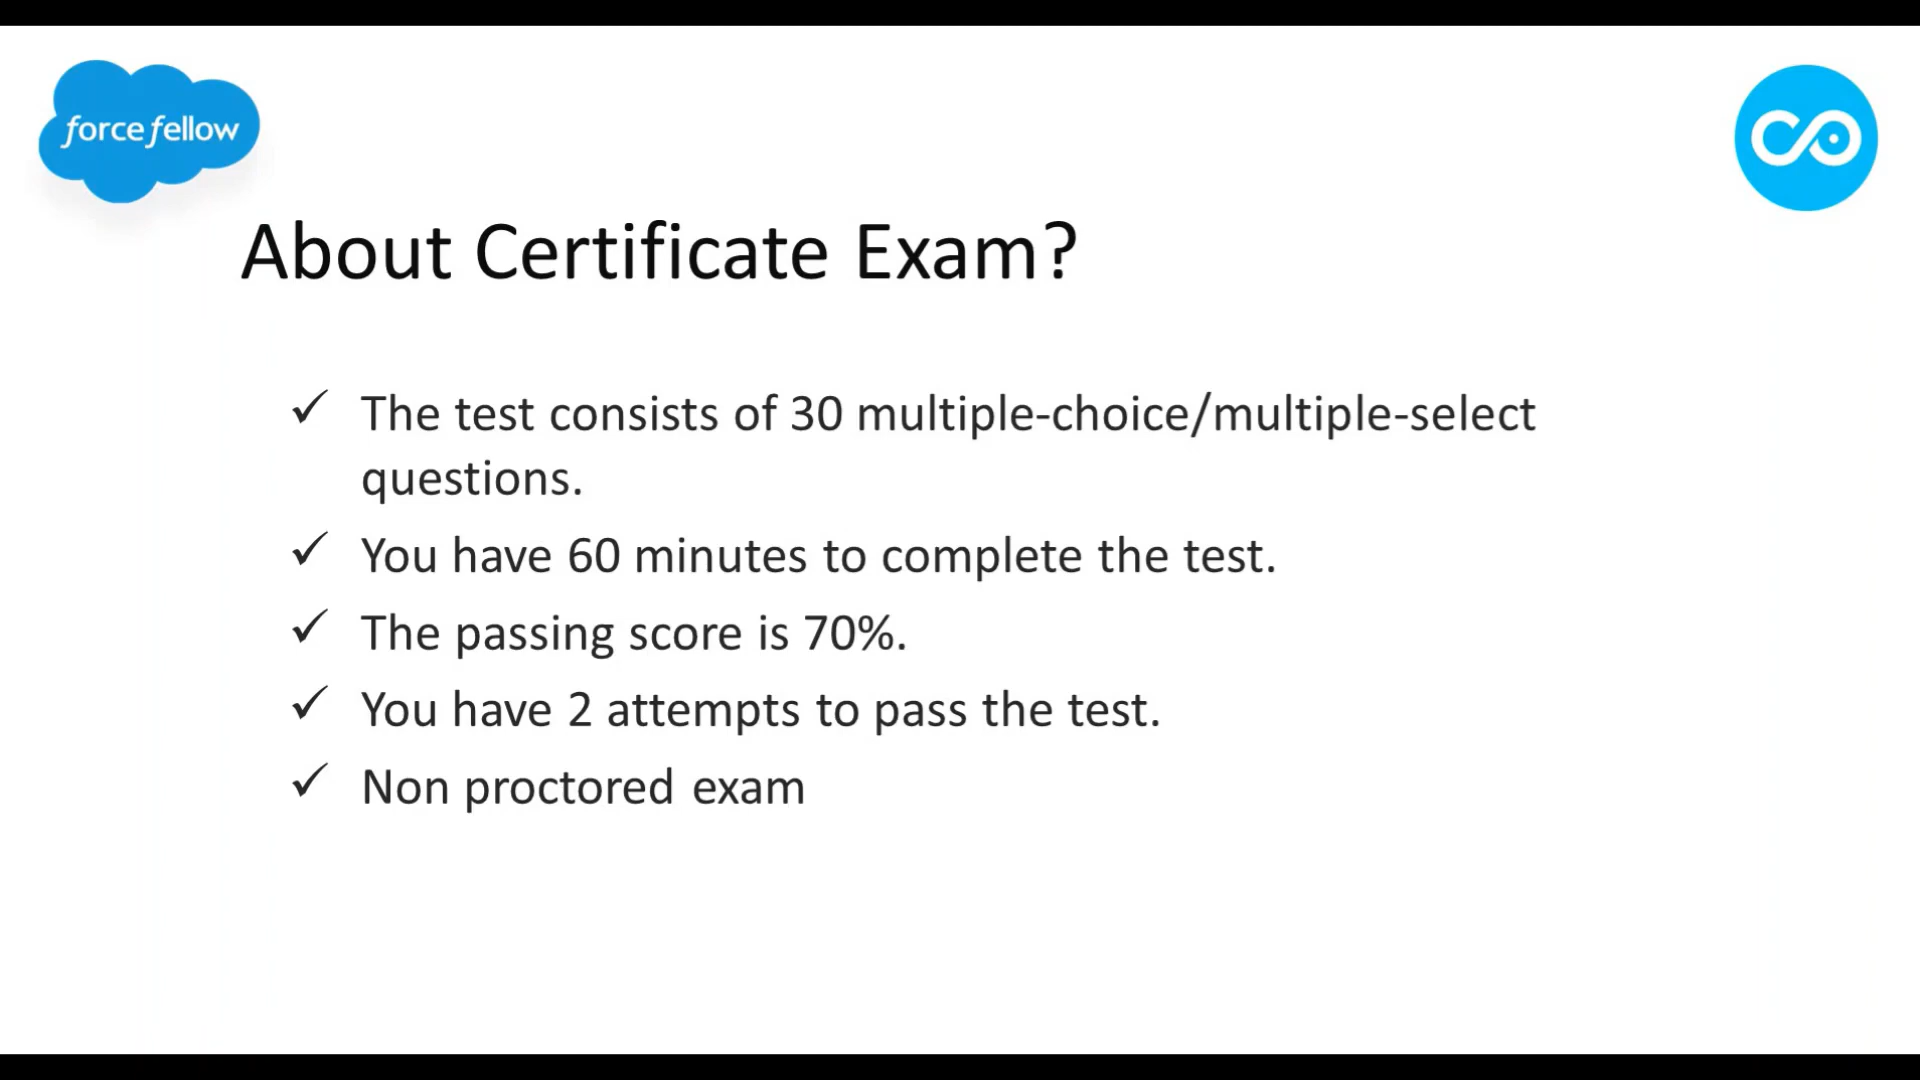 force fellow
About Certificate Exam?
✓ The test consists of 30 multiple-choice/multiple-select
questions.
✓ You have 60 minutes to complete the test.
✓ The passing score is 70%.
✓ You have 2 attempts to pass the test.
✓ Non proctored exam